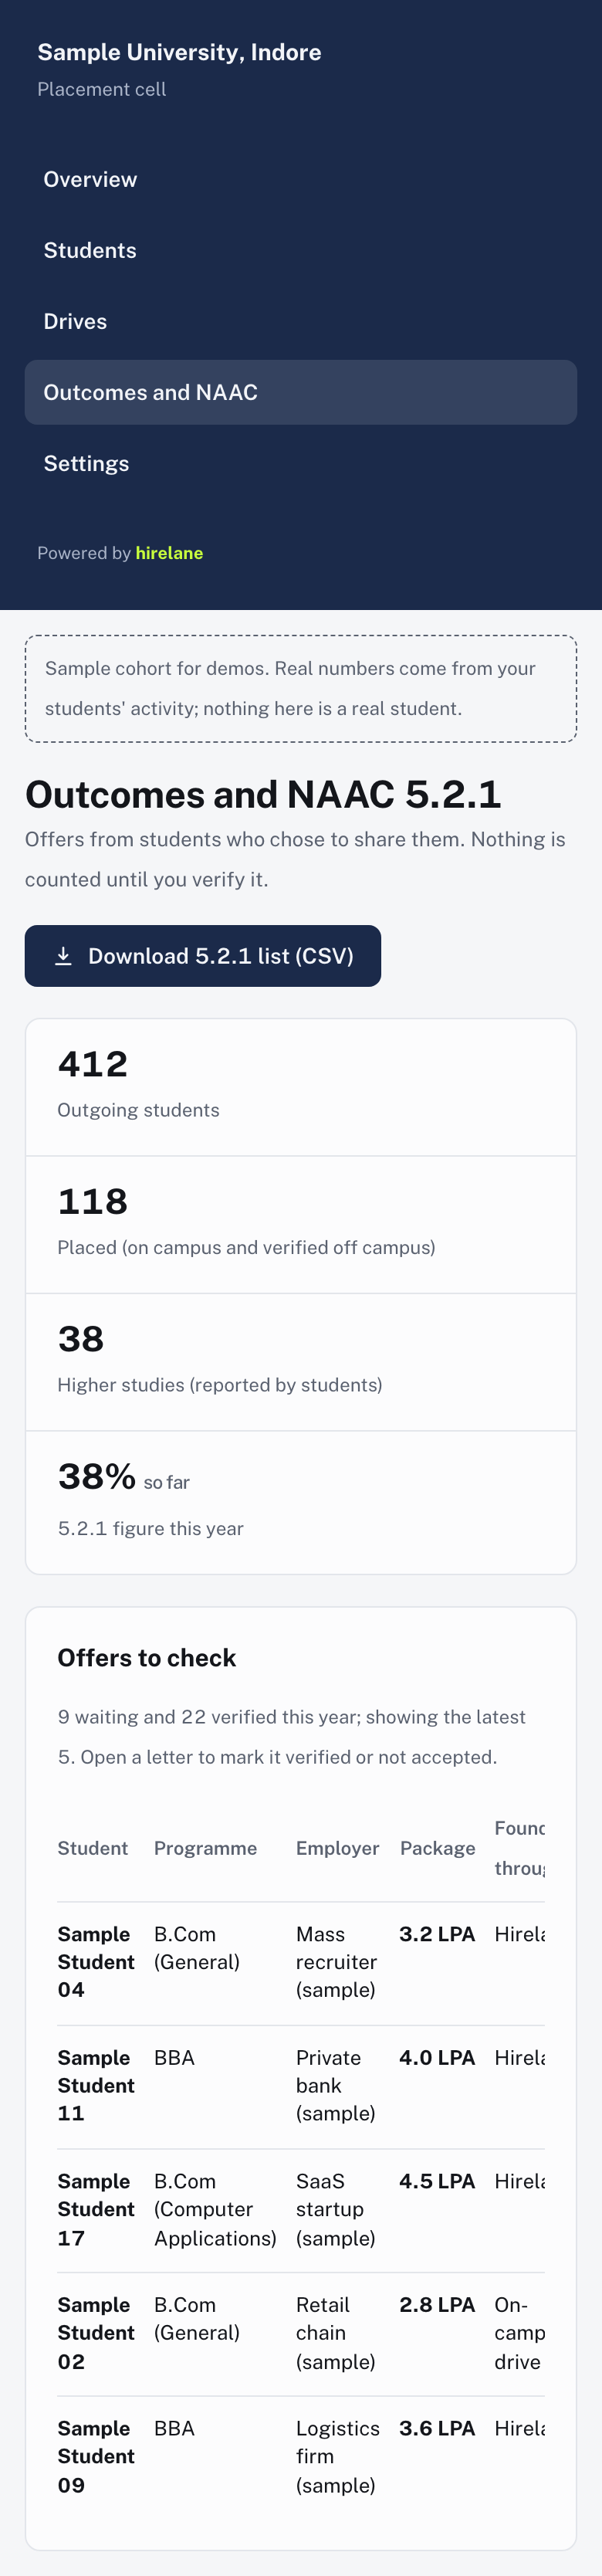 Sample University, Indore
Placement cell
Overview
Students
Drives
Outcomes and NAAC
Settings
Powered by hirelane
Sample cohort for demos. Real numbers come from your
students' activity; nothing here is a real student.
Outcomes and NAAC 5.2.1
Offers from students who chose to share them. Nothing is
counted until you verify it.
Download 5.2.1 list (CSV)
412
Outgoing students
118
Placed (on campus and verified off campus)
38
Higher studies (reported by students)
38% so far
5.2.1 figure this year
Offers to check
9 waiting and 22 verified this year; showing the latest
5. Open a letter to mark it verified or not accepted.
Student Programme Employer Package
Sample B.Com Mass 3.2 LPA
Student (General) recruiter
04 (sample)
Sample BBA Private 4.0 LPA
Student bank
11 (sample)
Sample B.Com SaaS 4.5 LPA
Student (Computer startup
17 Applications) (sample)
Sample B.Com Retail 2.8 LPA On-
Student (General) chain
02 (sample) drive
Sample BBA Logistics 3.6 LPA
Student firm
09 (sample)